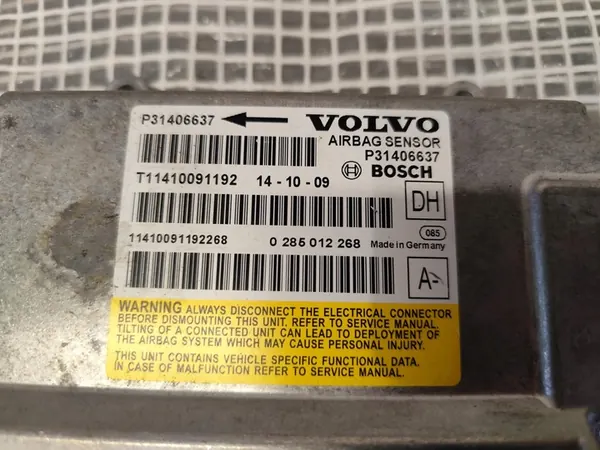 P31406637 VOLVO
AIRBAG SENSOR
P31406637
BOSCH
T11410091192 14-10-09
DH
085
11410091192268 0 285 012 268 Made in Germany
A-
WARNING ALWAYS DISCONNECT THE ELECTRICAL CONNECTOR
BEFORE DISMOUNTING THIS UNIT. REFER TO SERVICE MANUAL.
TILTING OF A CONNECTED UNIT CAN LEAD TO DEPLOYMENT OF
THE AIRBAG SYSTEM WHICH MAY CAUSE PERSONAL INJURY.
THIS UNIT CONTAINS VEHICLE SPECIFIC FUNCTIONAL DATA.
IN CASE OF MALFUNCTION REFER TO SERVICE MANUAL.